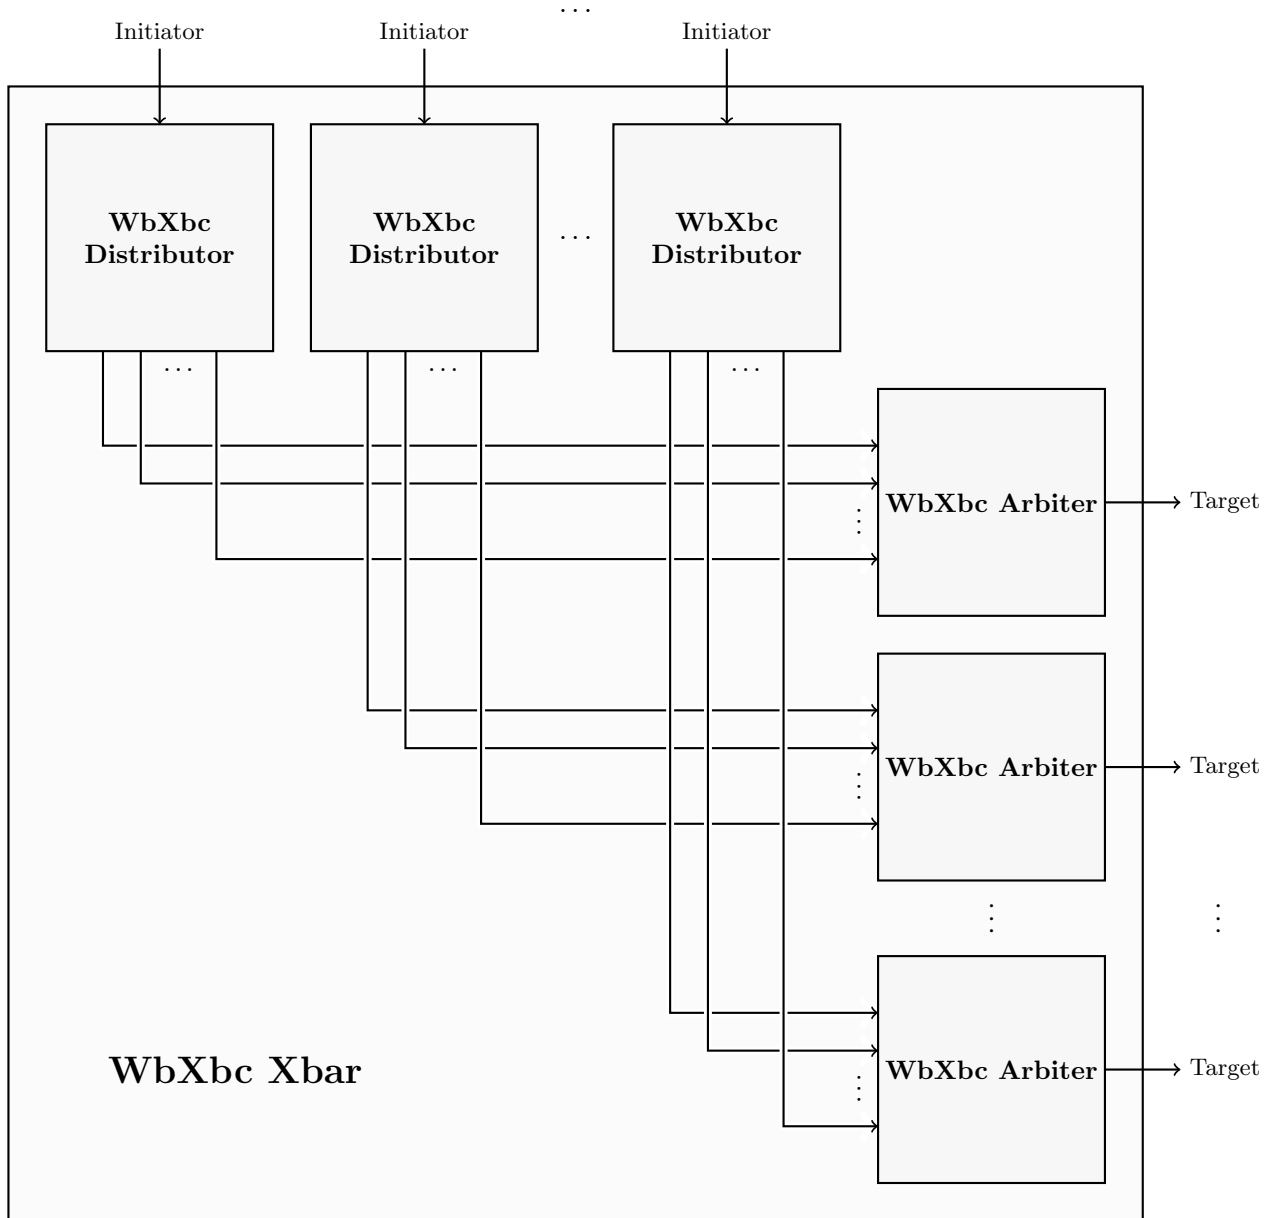 ...
Initiator Initiator Initiator
WbXbc WbXbc WbXbc
Distributor Distributor ... Distributor
... ... ...
WbXbc Arbiter Target
⋮
WbXbc Arbiter Target
⋮
⋮ ⋮
WbXbc Xbar WbXbc Arbiter Target
⋮